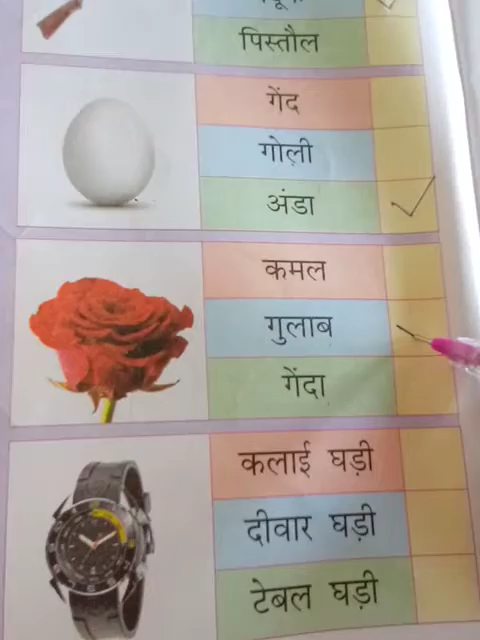 पिस्तौल
गेंद
गोली
अंडा
कमल
गुलाब
गेंदा
कलाई घड़ी
दीवार घड़ी
टेबल घड़ी